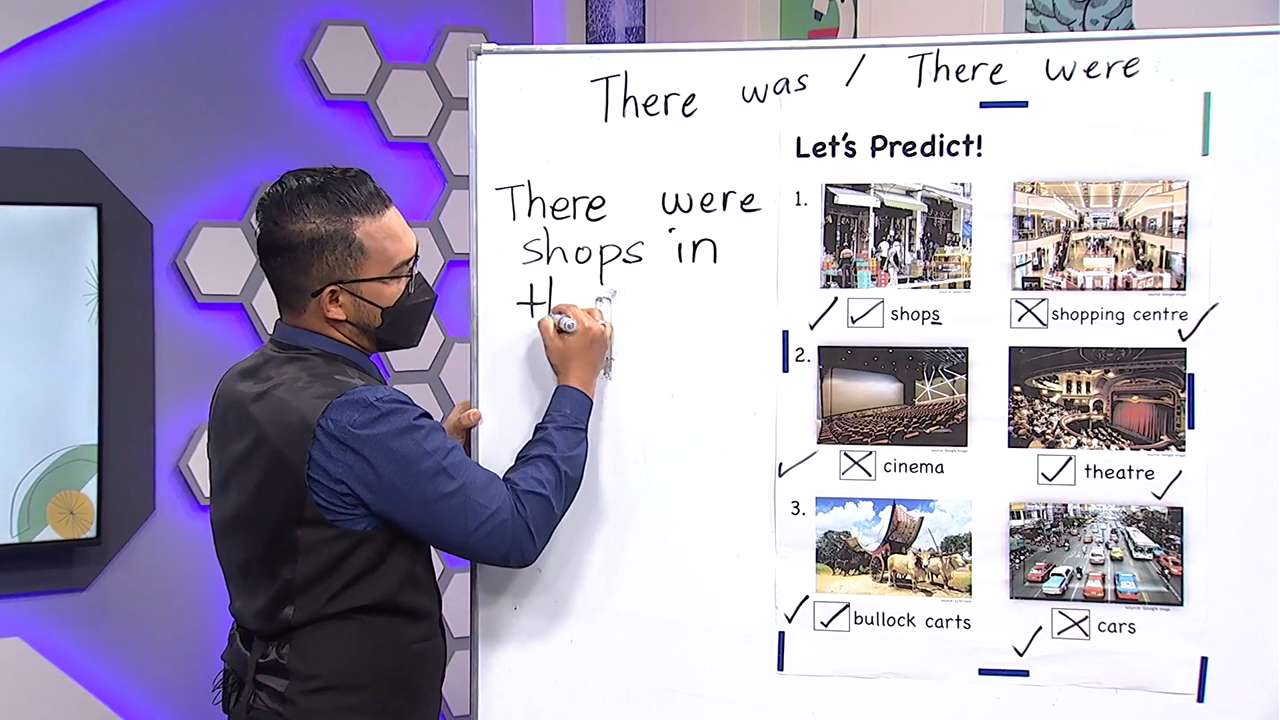 There was / There were
There were
shops in
th
Let's Predict!
1.
shops
shopping centre
2.
cinema
theatre
3.
bullock carts
cars